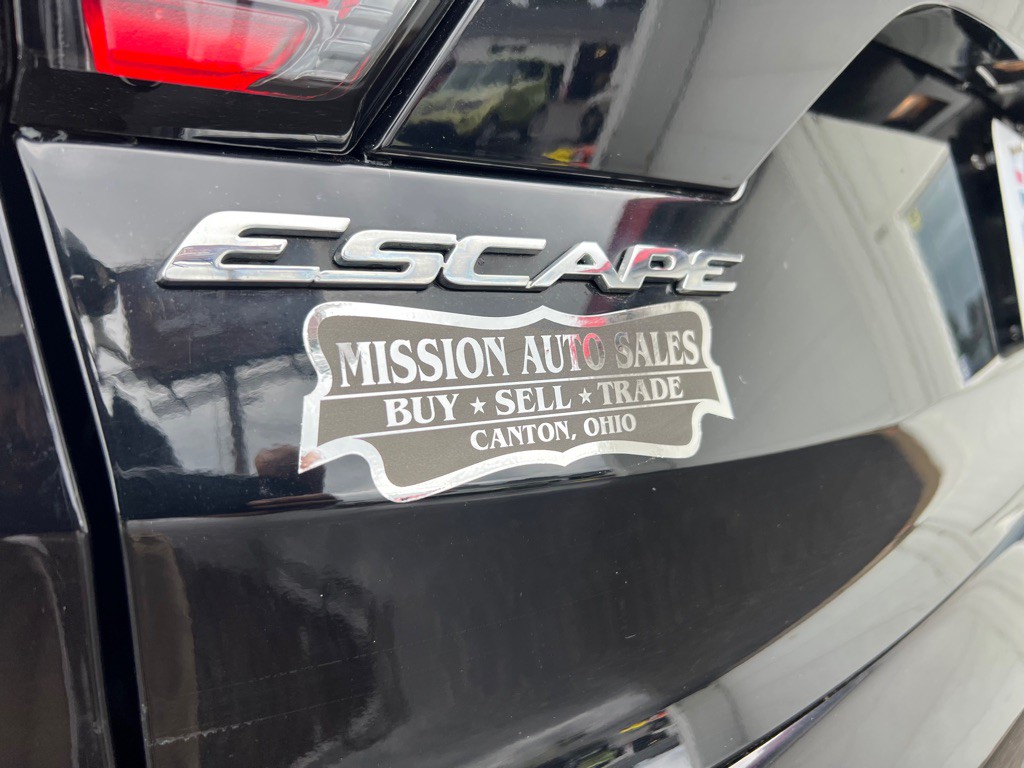 ESCAPE
MISSION AUTO SALES
BUY ★ SELL ★ TRADE
CANTON, OHIO